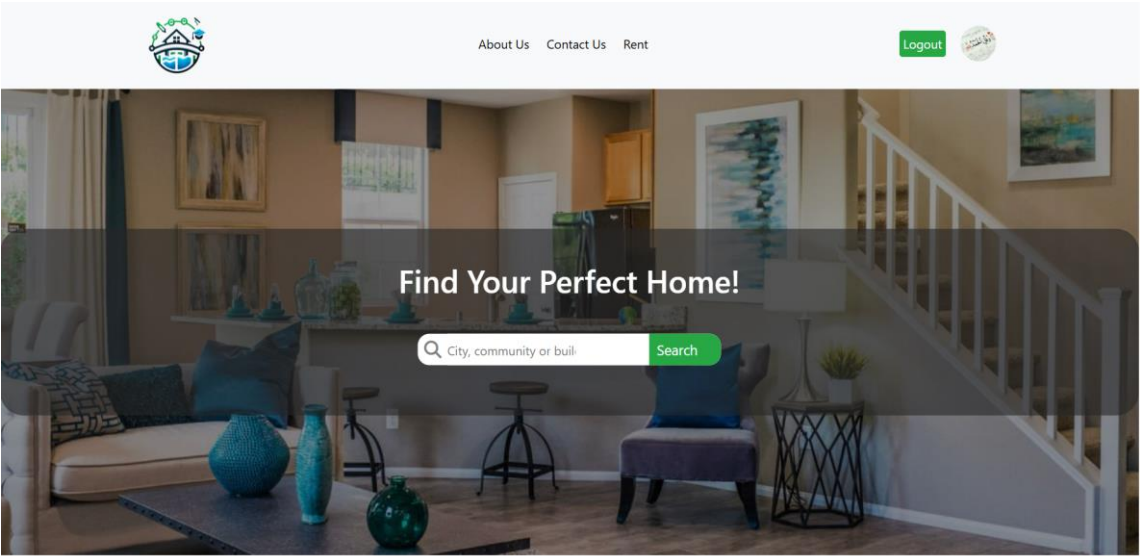 About Us Contact Us Rent
Logout
Find Your Perfect Home!
City, community or buil
Search